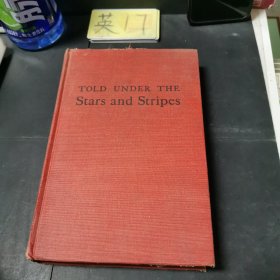 英17
TOLD UNDER THE
Stars and Stripes